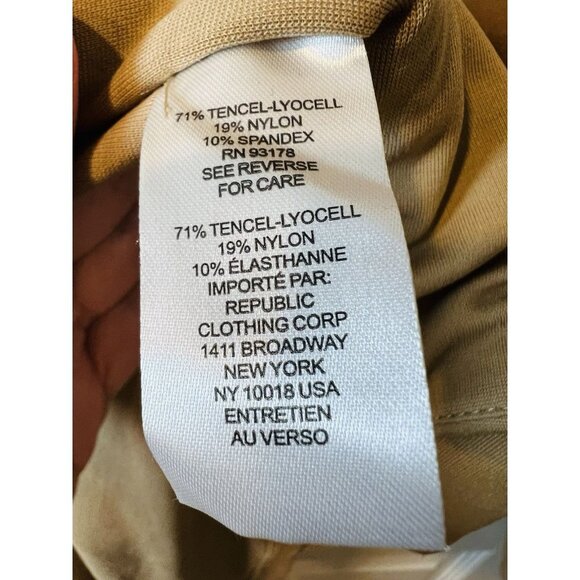 71% TENCEL-LYOCELL
19% NYLON
10% SPANDEX
RN 93178
SEE REVERSE
FOR CARE
71% TENCEL-LYOCELL
19% NYLON
10% ÉLASTHANNE
IMPORTÉ PAR:
REPUBLIC
CLOTHING CORP
1411 BROADWAY
NEW YORK
NY 10018 USA
ENTRETIEN
AU VERSO